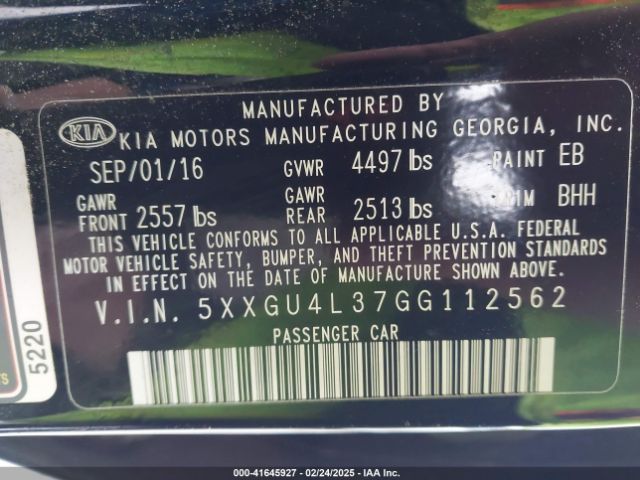 MANUFACTURED BY
KIA KIA MOTORS MANUFACTURING GEORGIA, INC.
SEP/01/16 GVWR 4497 lbs PAINT EB
GAWR FRONT 2557 lbs GAWR REAR 2513 lbs BHH
THIS VEHICLE CONFORMS TO ALL APPLICABLE U.S.A. FEDERAL
MOTOR VEHICLE SAFETY, BUMPER, AND THEFT PREVENTION STANDARDS
IN EFFECT ON THE DATE OF MANUFACTURE SHOWN ABOVE.
V.I.N. 5XXGU4L37GG112562
PASSENGER CAR
5220
000-41645927 - 02/24/2025 - IAAI.COM